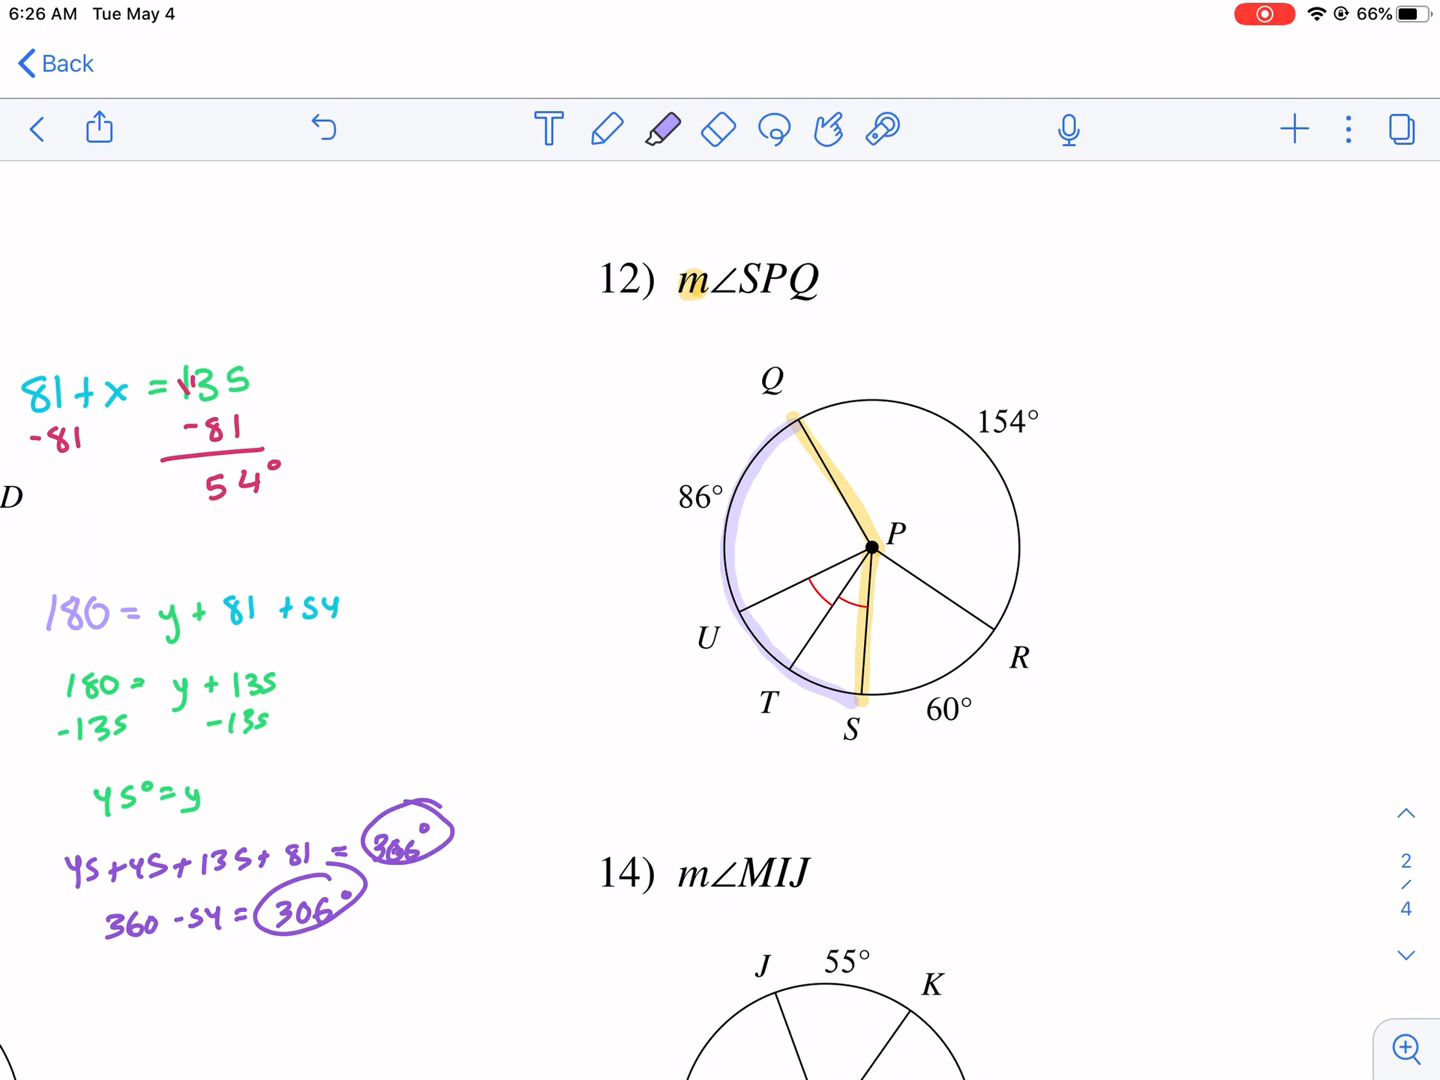 6:26 AM Tue May 4
66%
Back
12) m∠SPQ
81+x = 135
-81 -81
54°
D
180 = y + 81 + 54
180 = y + 135
-135 -135
45° = y
45+45+135+81 = 306°
360 - 54 = 306°
Q
154°
86°
P
U
R
T
60°
S
14) m∠MIJ
J
55°
K
2
/
4